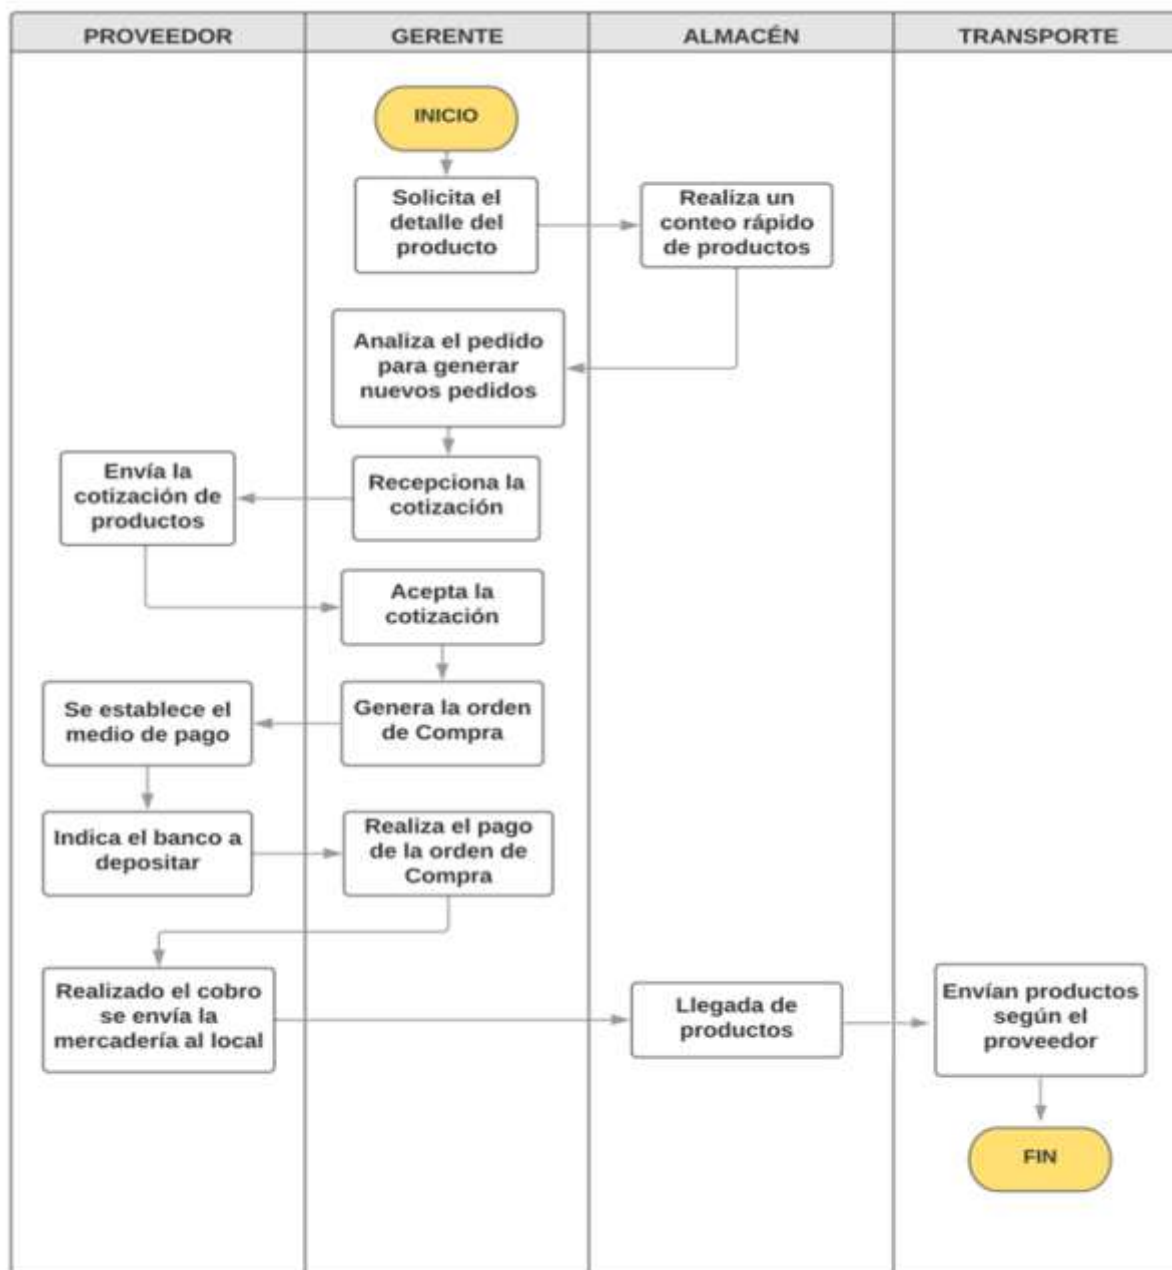 PROVEEDOR
GERENTE
ALMACÉN
TRANSPORTE
INICIO
Solicita el
detalle del
producto
Realiza un
conteo rápido
de productos
Analiza el pedido
para generar
nuevos pedidos
Envía la
cotización de
productos
Recepciona la
cotización
Acepta la
cotización
Se establece el
medio de pago
Genera la orden
de Compra
Indica el banco a
depositar
Realiza el pago
de la orden de
Compra
Realizado el cobro
se envía la
mercadería al local
Llegada de
productos
Envían productos
según el
proveedor
FIN